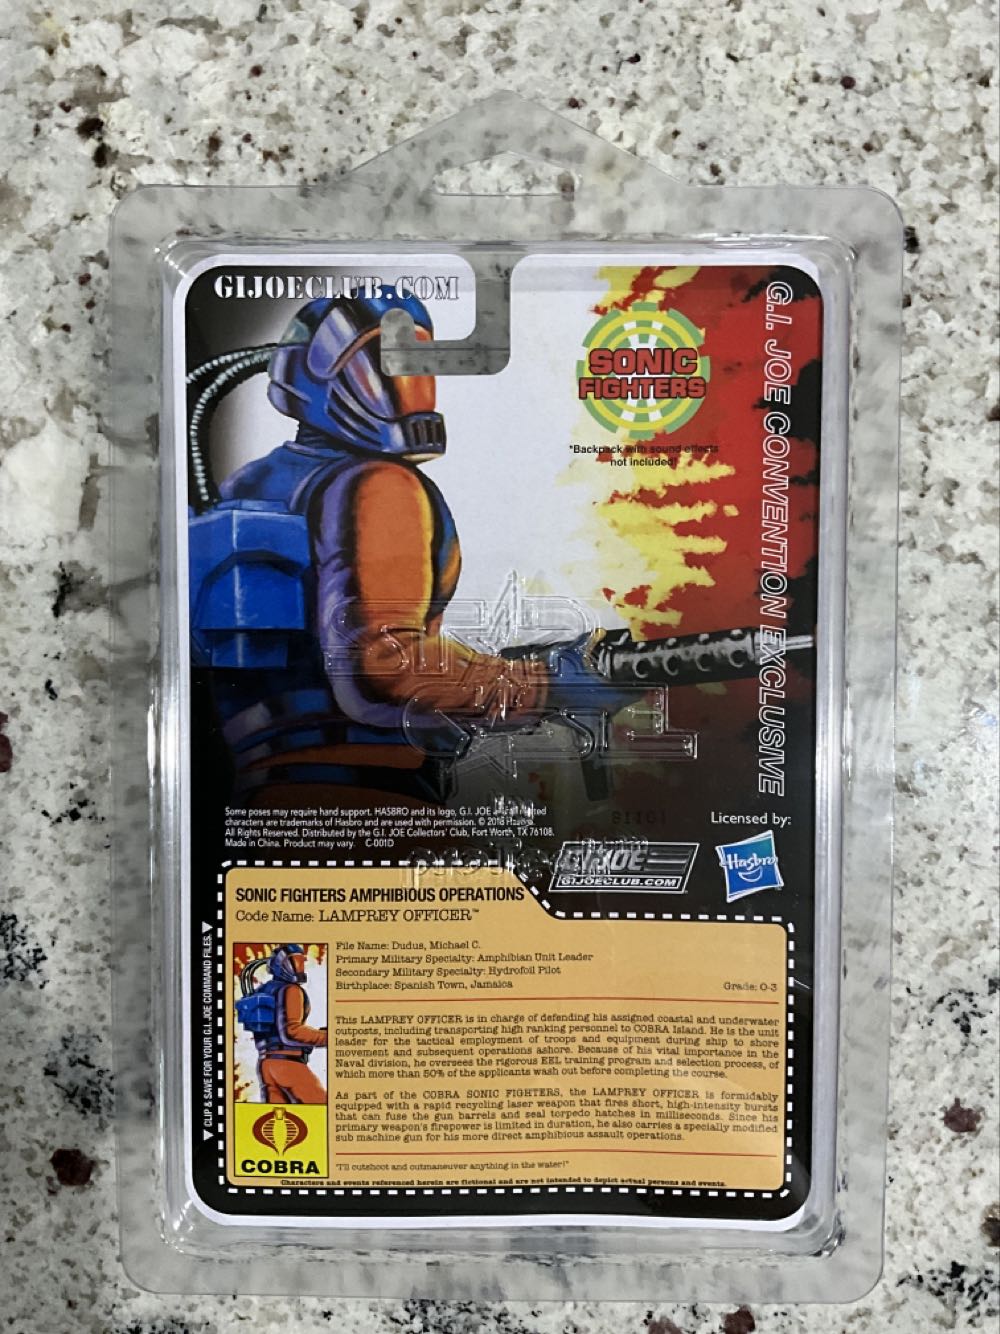 GIJOECLUB.COM
SONIC
FIGHTERS
*Backpack with sound effects
not included!
G.I. JOE CONVENTION EXCLUSIVE
STAR
CASE
Some poses may require hand support. HASBRO and its logo, G.I. JOE and all related
characters are trademarks of Hasbro and are used with permission. © 2018 Hasbro.
All Rights Reserved. Distributed by the G.I. JOE Collectors' Club, Fort Worth, TX 76108.
Made in China. Product may vary. C-001D
by
81161
Licensed by:
GI JOE
GIJOECLUB.COM
Hasbro
SONIC FIGHTERS AMPHIBIOUS OPERATIONS
Code Name: LAMPREY OFFICER™
▼ CLIP & SAVE FOR YOUR G.I. JOE COMMAND FILES. ▼
File Name: Dudus, Michael C.
Primary Military Specialty: Amphibian Unit Leader
Secondary Military Specialty: Hydrofoil Pilot
Birthplace: Spanish Town, Jamaica
Grade: O-3
This LAMPREY OFFICER is in charge of defending his assigned coastal and underwater
outposts, including transporting high ranking personnel to COBRA Island. He is the unit
leader for the tactical employment of troops and equipment during ship to shore
movement and subsequent operations ashore. Because of his vital importance in the
Naval division, he oversees the rigorous EEL training program and selection process, of
which more than 50% of the applicants wash out before completing the course.
As part of the COBRA SONIC FIGHTERS, the LAMPREY OFFICER is formidably
equipped with a rapid recycling laser weapon that fires short, high-intensity bursts
that can fuse the gun barrels and seal torpedo hatches in milliseconds. Since his
primary weapon's firepower is limited in duration, he also carries a specially modified
sub machine gun for his more direct amphibious assault operations.
"I'll outshoot and outmaneuver anything in the water!"
COBRA
Characters and events referenced herein are fictional and are not intended to depict actual persons and events.